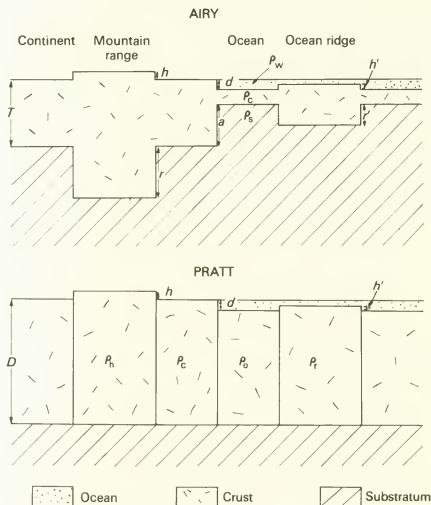 AIRY
Continent Mountain range Ocean Ocean ridge
h d ρw h'
T ρc
a ρs r'
r
PRATT
h d h'
D ρh ρc ρo ρr
Ocean Crust Substratum